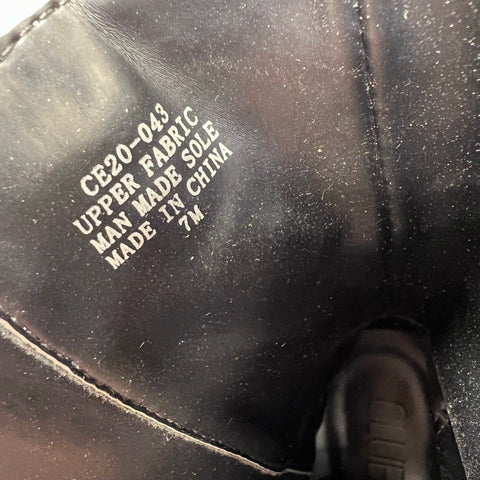 CE20-043
UPPER FABRIC
MAN MADE SOLE
MADE IN CHINA
7M